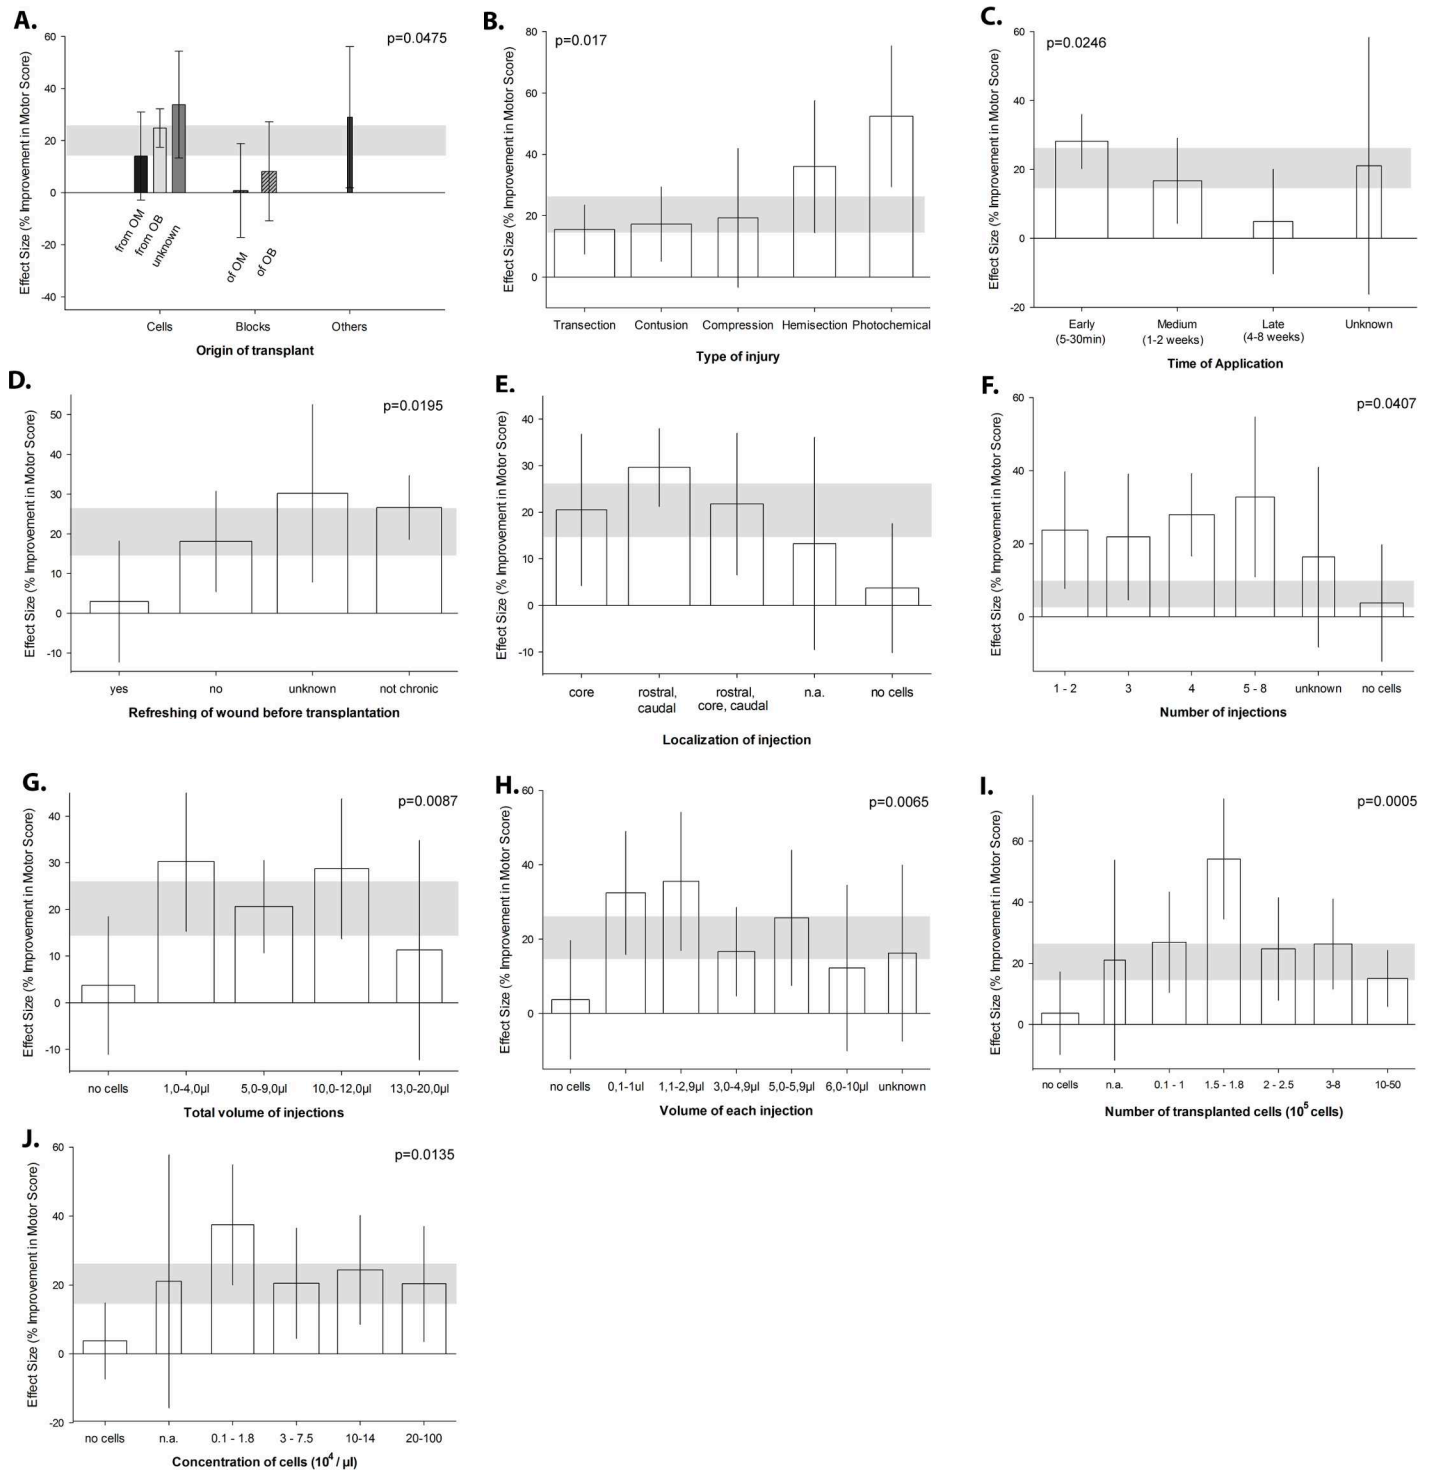 A.
p=0.0475
Effect Size (% Improvement in Motor Score)
60
40
20
0
-20
-40
from OM
from OB
unknown
of OM
of OB
Cells
Blocks
Others
Origin of transplant
B.
p=0.017
Effect Size (% Improvement in Motor Score)
80
60
40
20
0
Transection
Contusion
Compression
Hemisection
Photochemical
Type of injury
C.
p=0.0246
Effect Size (% Improvement in Motor Score)
60
40
20
0
-20
Early
(5-30min)
Medium
(1-2 weeks)
Late
(4-8 weeks)
Unknown
Time of Application
D.
p=0.0195
Effect Size (% Improvement in Motor Score)
50
40
30
20
10
0
-10
yes
no
unknown
not chronic
Refreshing of wound before transplantation
E.
Effect Size (% Improvement in Motor Score)
40
30
20
10
0
-10
core
rostral,
caudal
rostral,
core, caudal
n.a.
no cells
Localization of injection
F.
p=0.0407
Effect Size (% Improvement in Motor Score)
60
40
20
0
1 - 2
3
4
5 - 8
unknown
no cells
Number of injections
G.
p=0.0087
Effect Size (% Improvement in Motor Score)
40
30
20
10
0
-10
no cells
1,0-4,0µl
5,0-9,0µl
10,0-12,0µl
13,0-20,0µl
Total volume of injections
H.
p=0.0065
Effect Size (% Improvement in Motor Score)
60
40
20
0
no cells
0,1-1ul
1,1-2,9µl
3,0-4,9µl
5,0-5,9µl
6,0-10µl
unknown
Volume of each injection
I.
p=0.0005
Effect Size (% Improvement in Motor Score)
60
40
20
0
no cells
n.a.
0.1 - 1
1.5 - 1.8
2 - 2.5
3-8
10-50
Number of transplanted cells (10⁵ cells)
J.
p=0.0135
Effect Size (% Improvement in Motor Score)
60
40
20
0
-20
no cells
n.a.
0.1 - 1.8
3 - 7.5
10-14
20-100
Concentration of cells (10⁴ / µl)